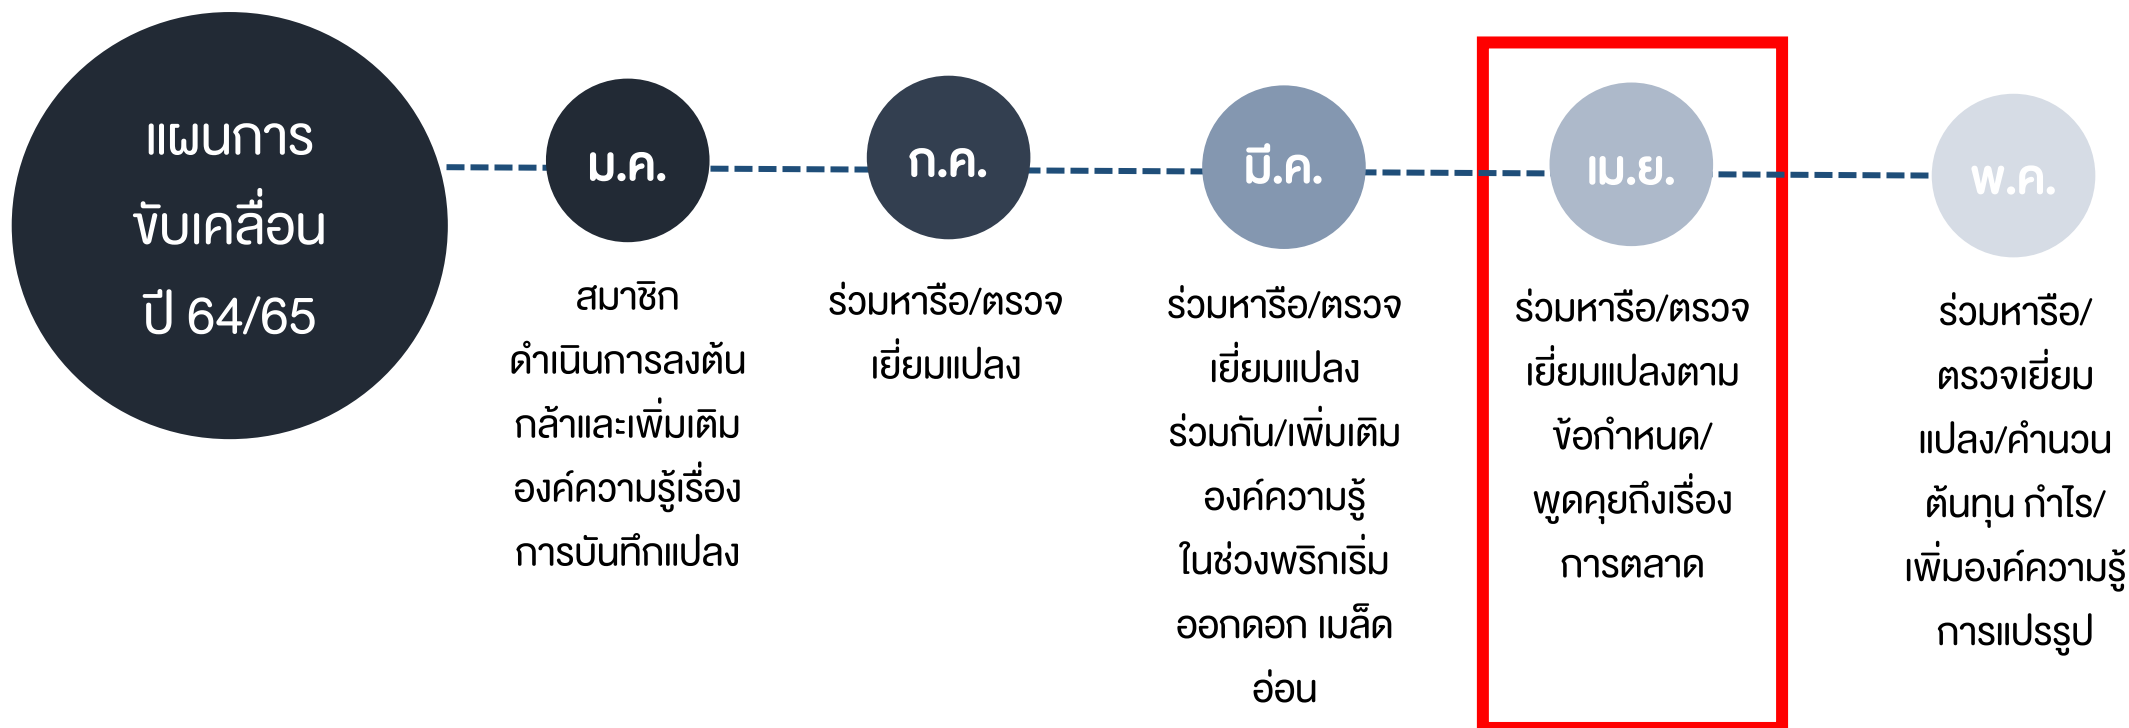 แผนการ
ขับเคลื่อน
ปี 64/65
ม.ค.
สมาชิก
ดำเนินการลงต้น
กล้าและเพิ่มเติม
องค์ความรู้เรื่อง
การบันทึกแปลง
ก.ค.
ร่วมหารือ/ตรวจ
เยี่ยมแปลง
มี.ค.
ร่วมหารือ/ตรวจ
เยี่ยมแปลง
ร่วมกัน/เพิ่มเติม
องค์ความรู้
ในช่วงพริกเริ่ม
ออกดอก เมล็ด
อ่อน
เม.ย.
ร่วมหารือ/ตรวจ
เยี่ยมแปลงตาม
ข้อกำหนด/
พูดคุยถึงเรื่อง
การตลาด
พ.ค.
ร่วมหารือ/
ตรวจเยี่ยม
แปลง/คำนวน
ต้นทุน กำไร/
เพิ่มองค์ความรู้
การแปรรูป